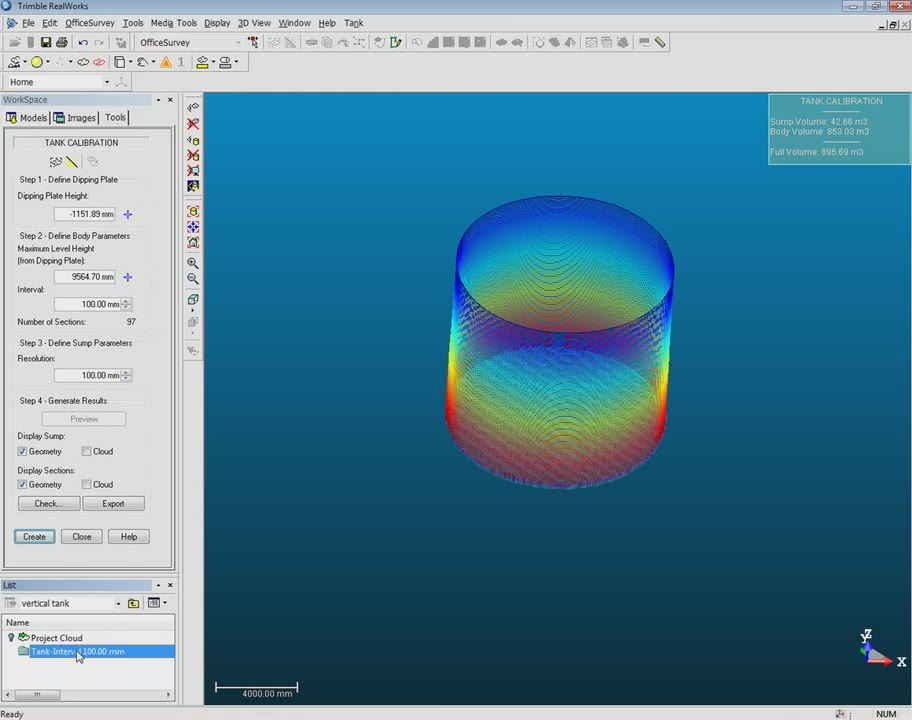 Trimble RealWorks
File Edit OfficeSurvey Tools Media Tools Display 3D View Window Help Tank
OfficeSurvey
1
Home
WorkSpace
Models Images Tools
TANK CALIBRATION
Step 1 - Define Dipping Plate
Dipping Plate Height:
-1151.89 mm
Step 2 - Define Body Parameters
Maximum Level Height
(from Dipping Plate):
9564.70 mm
Interval:
100.00 mm
Number of Sections: 97
Step 3 - Define Sump Parameters
Resolution:
100.00 mm
Step 4 - Generate Results
Preview
Display Sump:
Geometry Cloud
Display Sections:
Geometry Cloud
Check... Export
Create Close Help
List
vertical tank
Name
Project Cloud
Tank-Interval 100.00 mm
TANK CALIBRATION
Sump Volume: 42.66 m3
Body Volume: 853.03 m3
Full Volume: 895.69 m3
4000.00 mm
Z
Y
X
Ready
NUM